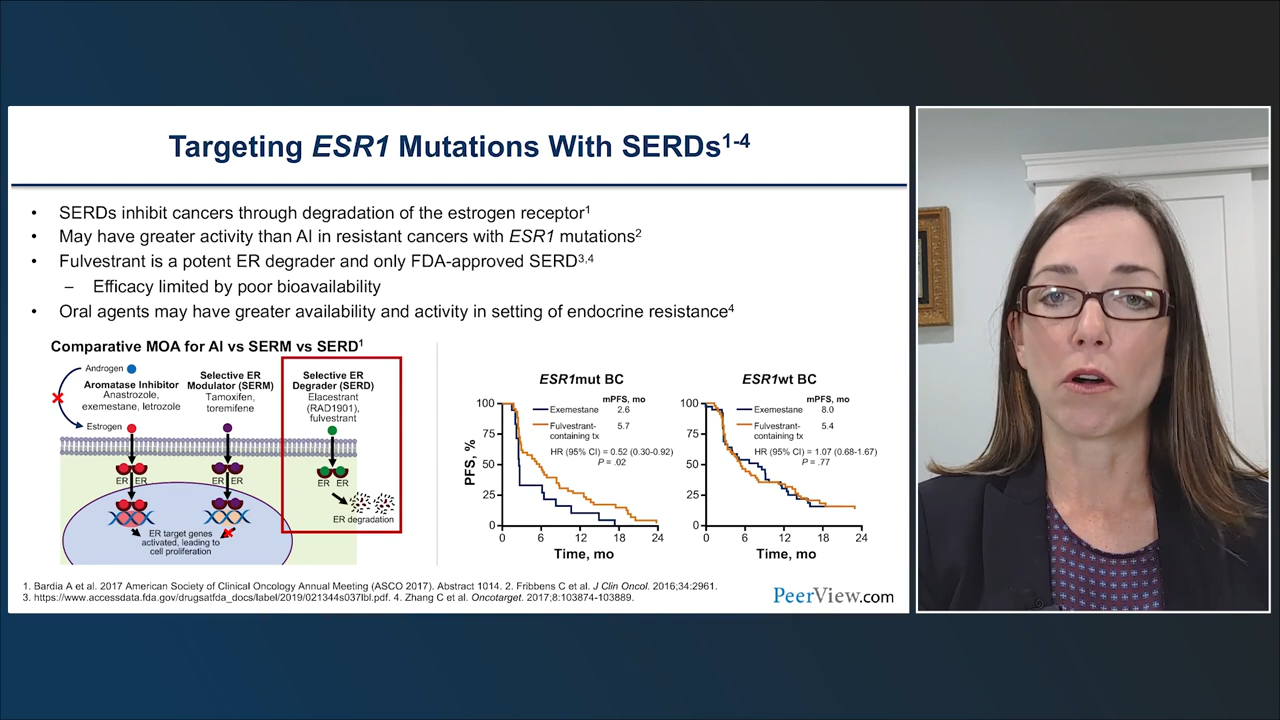 Targeting ESR1 Mutations With SERDs1-4
• SERDs inhibit cancers through degradation of the estrogen receptor1
• May have greater activity than AI in resistant cancers with ESR1 mutations2
• Fulvestrant is a potent ER degrader and only FDA-approved SERD3,4
– Efficacy limited by poor bioavailability
• Oral agents may have greater availability and activity in setting of endocrine resistance4
Comparative MOA for AI vs SERM vs SERD1
Androgen
Aromatase Inhibitor
Anastrozole,
exemestane, letrozole
Estrogen
Selective ER
Modulator (SERM)
Tamoxifen,
toremifene
Selective ER
Degrader (SERD)
Elacestrant
(RAD1901),
fulvestrant
ER ER
ER ER
ER ER
ER degradation
ER target genes
activated, leading to
cell proliferation
ESR1mut BC
mPFS, mo
Exemestane 2.6
Fulvestrant- 5.7
containing tx
HR (95% CI) = 0.52 (0.30-0.92)
P = .02
PFS, %
100
75
50
25
0
0 6 12 18 24
Time, mo
ESR1wt BC
mPFS, mo
Exemestane 8.0
Fulvestrant- 5.4
containing tx
HR (95% CI) = 1.07 (0.68-1.67)
P = .77
100
75
50
25
0
0 6 12 18 24
Time, mo
1. Bardia A et al. 2017 American Society of Clinical Oncology Annual Meeting (ASCO 2017). Abstract 1014. 2. Fribbens C et al. J Clin Oncol. 2016;34:2961.
3. https://www.accessdata.fda.gov/drugsatfda_docs/label/2019/021344s037lbl.pdf. 4. Zhang C et al. Oncotarget. 2017;8:103874-103889.
PeerView.com